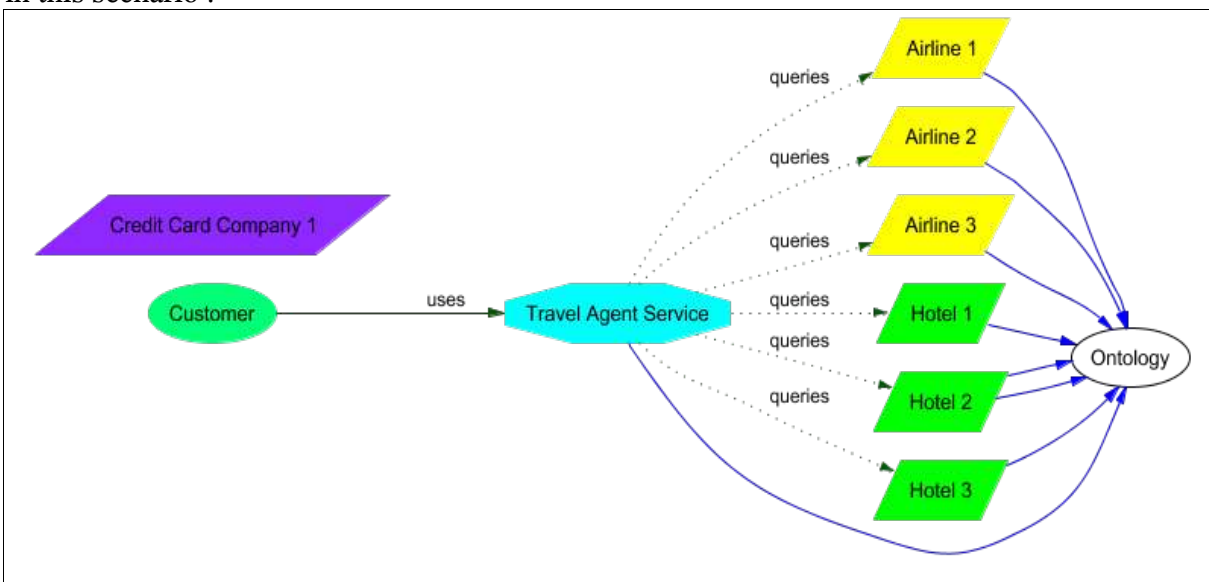 in this scenario .
Airline 1
queries
Airline 2
queries
Credit Card Company 1
Airline 3
queries
Customer
uses
Travel Agent Service
queries
Hotel 1
queries
Ontology
queries
Hotel 2
Hotel 3